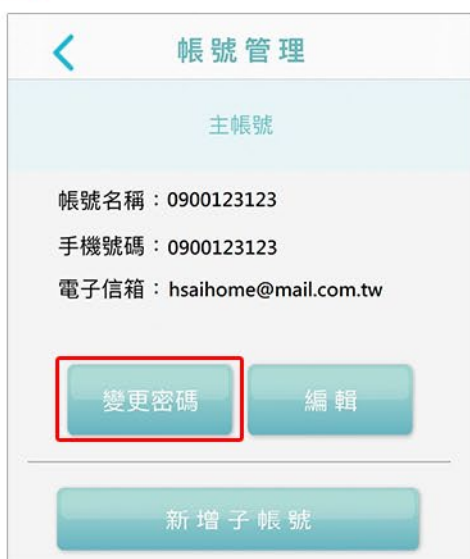 帳號管理
主帳號
帳號名稱：0900123123
手機號碼：0900123123
電子信箱：hsaihome@mail.com.tw
變更密碼 編輯
新增子帳號